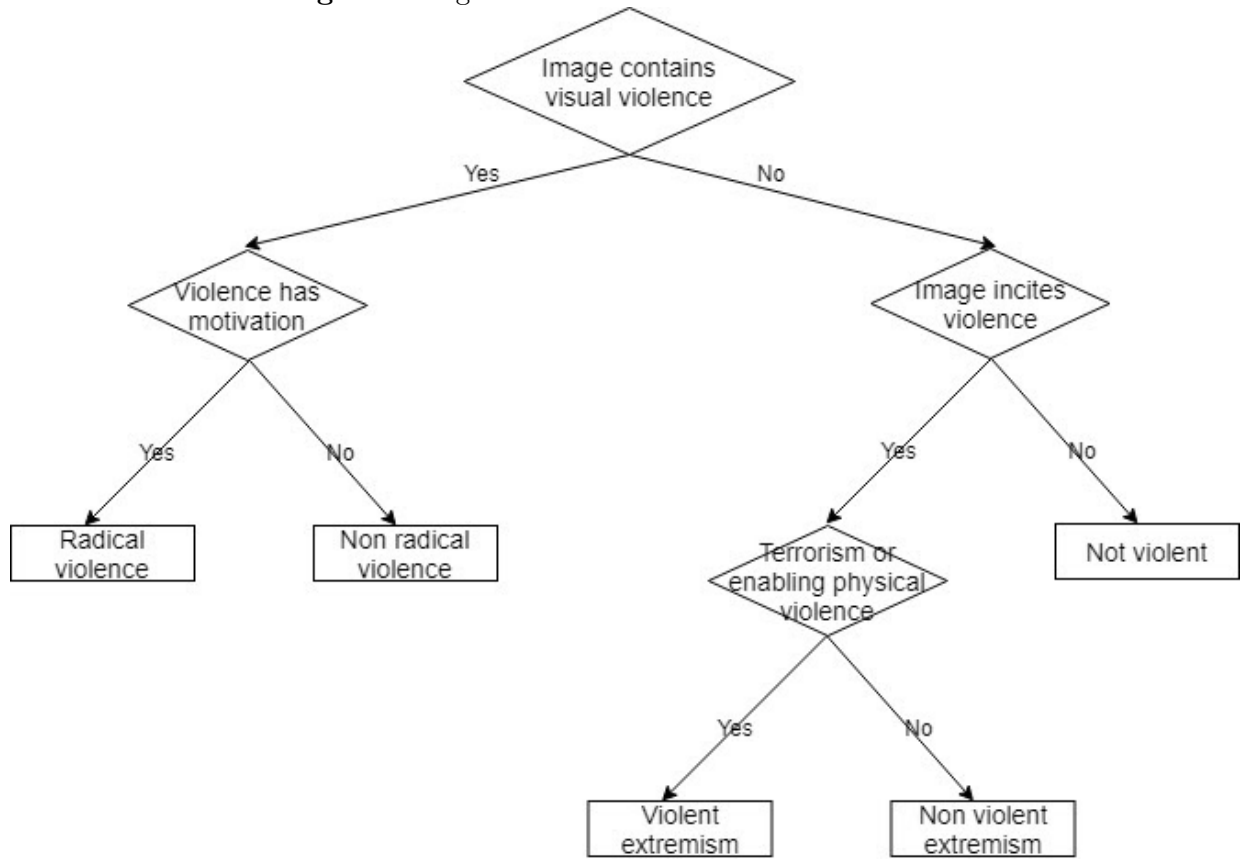 Image contains
visual violence
Yes
No
Violence has
motivation
Image incites
violence
Yes
No
Yes
No
Radical
violence
Non radical
violence
Terrorism or
enabling physical
violence
Not violent
Yes
No
Violent
extremism
Non violent
extremism